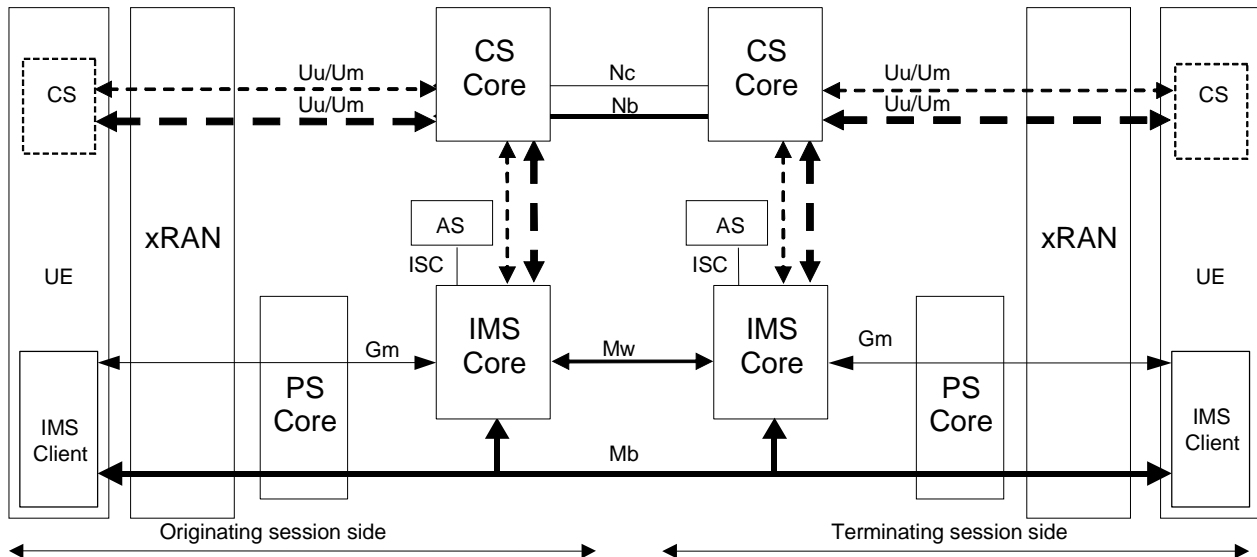 CS
Core
CS
Core
Uu/Um
Nc
Uu/Um
CS
CS
Uu/Um
Nb
Uu/Um
AS
AS
xRAN
xRAN
ISC
ISC
UE
UE
IMS
Core
IMS
Core
Gm
Mw
Gm
PS
Core
PS
Core
IMS
Client
IMS
Client
Mb
Originating session side
Terminating session side